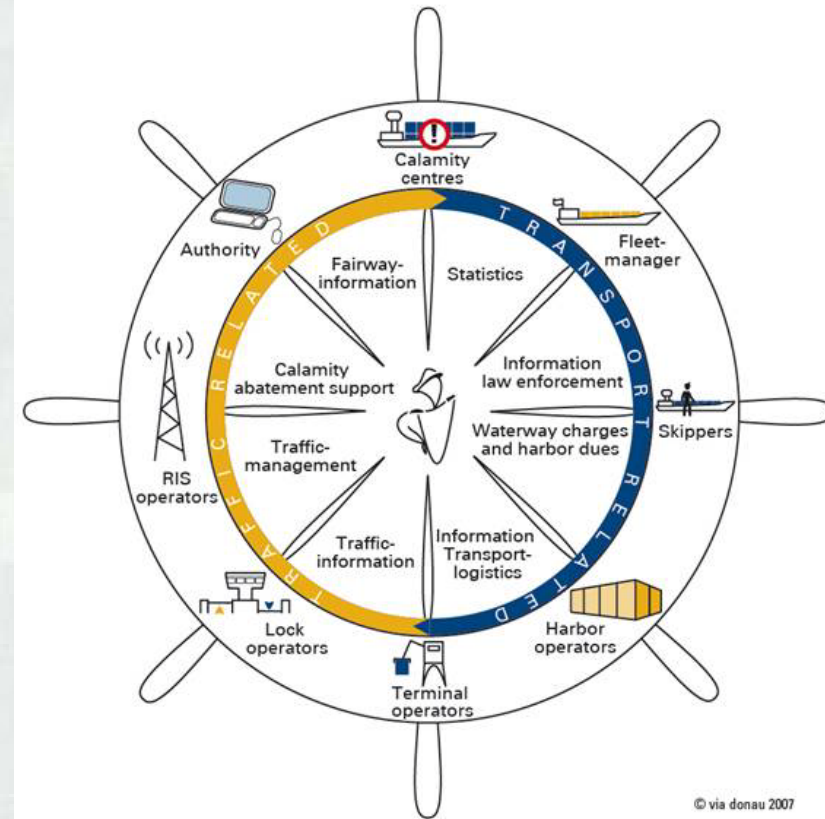 Calamity
centres
Authority
Fleet-
manager
TRAFFIC RELATED
TRANSPORT RELATED
Fairway-
information
Statistics
Calamity
abatement support
Information
law enforcement
RIS
operators
Skippers
Traffic-
management
Waterway charges
and harbor dues
Traffic-
information
Information
Transport-
logistics
Lock
operators
Harbor
operators
Terminal
operators
© via donau 2007